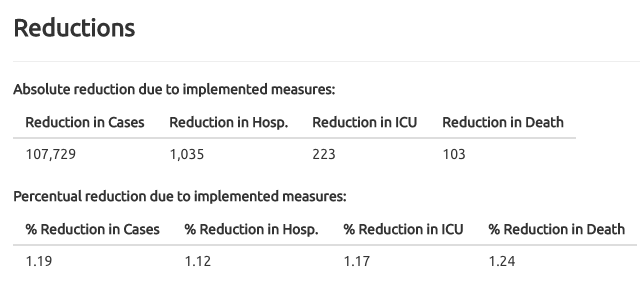 Reductions
Absolute reduction due to implemented measures:
Reduction in Cases Reduction in Hosp. Reduction in ICU Reduction in Death
107,729 1,035 223 103
Percentual reduction due to implemented measures:
% Reduction in Cases % Reduction in Hosp. % Reduction in ICU % Reduction in Death
1.19 1.12 1.17 1.24